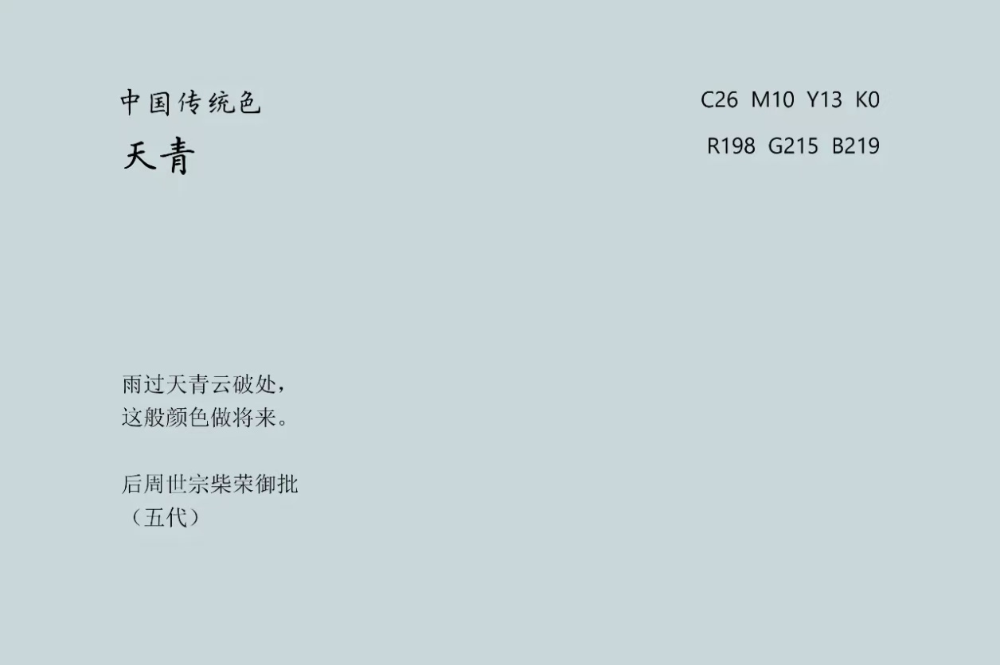 中国传统色
天青
C26 M10 Y13 K0
R198 G215 B219
雨过天青云破处，
这般颜色做将来。
后周世宗柴荣御批
（五代）